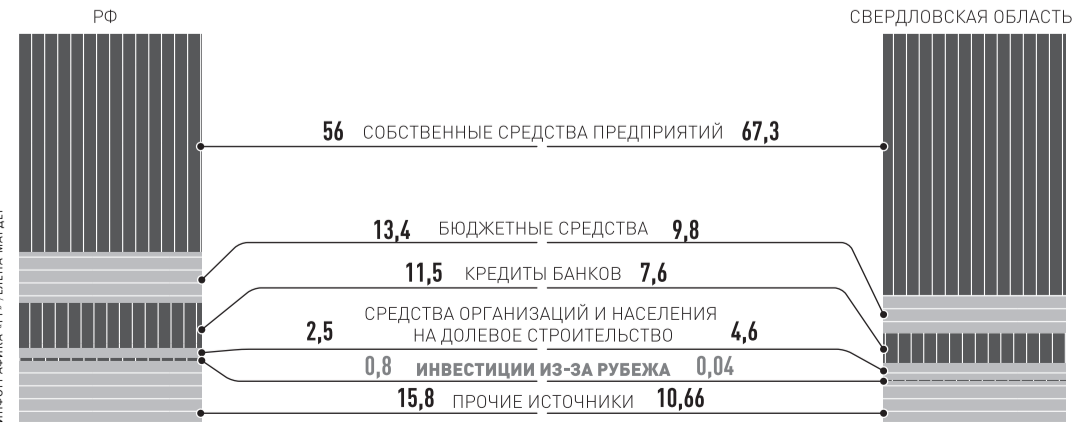 РФ
СВЕРДЛОВСКАЯ ОБЛАСТЬ
56 СОБСТВЕННЫЕ СРЕДСТВА ПРЕДПРИЯТИЙ 67,3
13,4 БЮДЖЕТНЫЕ СРЕДСТВА 9,8
11,5 КРЕДИТЫ БАНКОВ 7,6
СРЕДСТВА ОРГАНИЗАЦИЙ И НАСЕЛЕНИЯ
2,5 НА ДОЛЕВОЕ СТРОИТЕЛЬСТВО 4,6
0,8 ИНВЕСТИЦИИ ИЗ-ЗА РУБЕЖА 0,04
15,8 ПРОЧИЕ ИСТОЧНИКИ 10,66